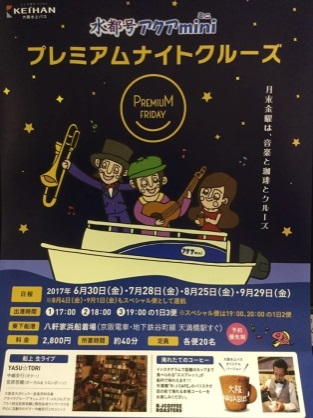 KEIHAN
大阪水上バス
水都号アクアmini
ミニ
プレミアムナイトクルーズ
PREMIUM
FRIDAY
月末金曜は、音楽と珈琲とクルーズ
アクアmini
日程 2017年 6月30日(金)・7月28日(金)・8月25日(金)・9月29日(金)
※8月4日(金)・9月1日(金)もスペシャル便として運航
出港時間 ①17:00 ②18:00 ③19:00の1日3便 ※スペシャル便は19:00、20:00の1日2便
乗下船港 八軒家浜船着場(京阪電車・地下鉄谷町線 天満橋駅すぐ)
予約
優先制
料金 2,800円 所要時間 約40分 定員 各便20名
船上 生ライブ
YASU☆TORI
淹れたてのコーヒー
ROASTERS
大阪